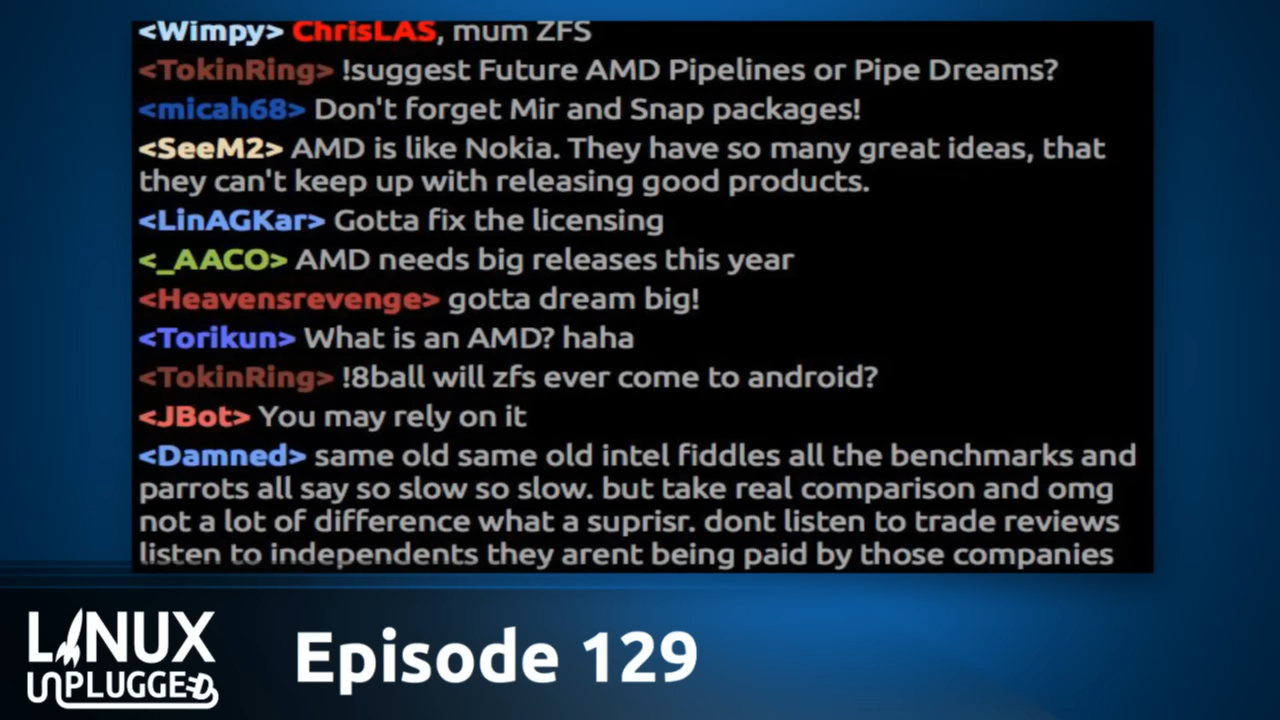 <Wimpy> ChrisLAS, mum ZFS
<TokinRing> !suggest Future AMD Pipelines or Pipe Dreams?
<micah68> Don't forget Mir and Snap packages!
<SeeM2> AMD is like Nokia. They have so many great ideas, that
they can't keep up with releasing good products.
<LinAGKar> Gotta fix the licensing
<_AACO> AMD needs big releases this year
<Heavensrevenge> gotta dream big!
<Torikun> What is an AMD? haha
<TokinRing> !8ball will zfs ever come to android?
<JBot> You may rely on it
<Damned> same old same old intel fiddles all the benchmarks and
parrots all say so slow so slow. but take real comparison and omg
not a lot of difference what a suprisr. dont listen to trade reviews
listen to independents they arent being paid by those companies
LINUX
UNPLUGGED
Episode 129